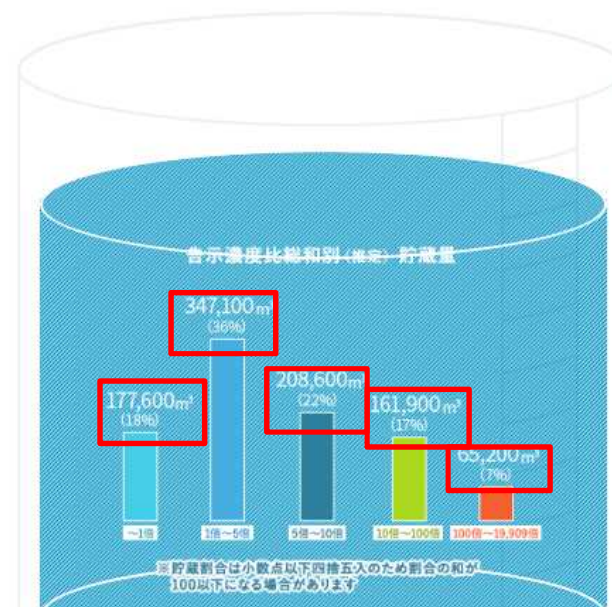 告示濃度比総和別(推定) 貯蔵量
347,100m³
(36%)
208,600m³
(22%)
177,600m³
(18%)
161,900m³
(17%)
65,200m³
(7%)
～1倍
1倍～5倍
5倍～10倍
10倍～100倍
100倍～19,909倍
※貯蔵割合は小数点以下四捨五入のため割合の和が
100以下になる場合があります